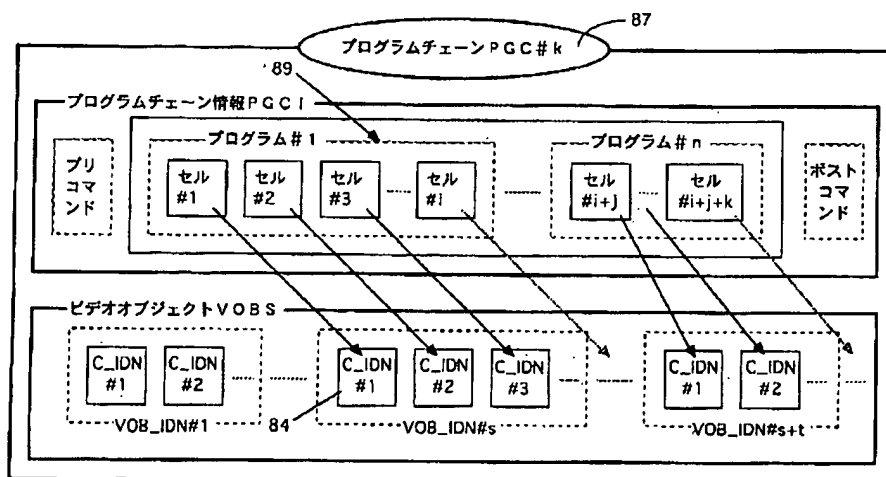 プログラムチェーンPGC#k
87
89
プログラムチェーン情報PGCI
プログラム#1
プログラム#n
プリ
コマ
ンド
セル
#1
セル
#2
セル
#3
セル
#i
セル
#i+j
セル
#i+j+k
ポスト
コマ
ンド
ビデオオブジェクトVOBS
C_IDN
#1
C_IDN
#2
C_IDN
#1
C_IDN
#2
C_IDN
#3
C_IDN
#1
C_IDN
#2
VOB_IDN#1
84
VOB_IDN#s
VOB_IDN#s+t